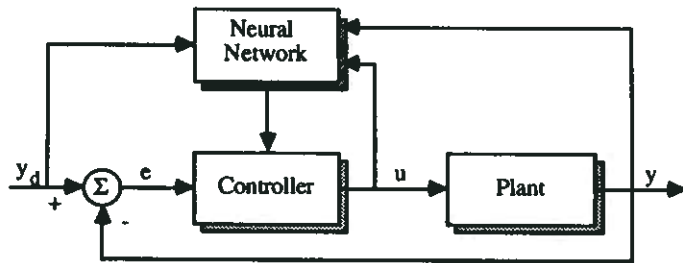 Neural
Network
y_d
+
Σ
-
e
Controller
u
Plant
y